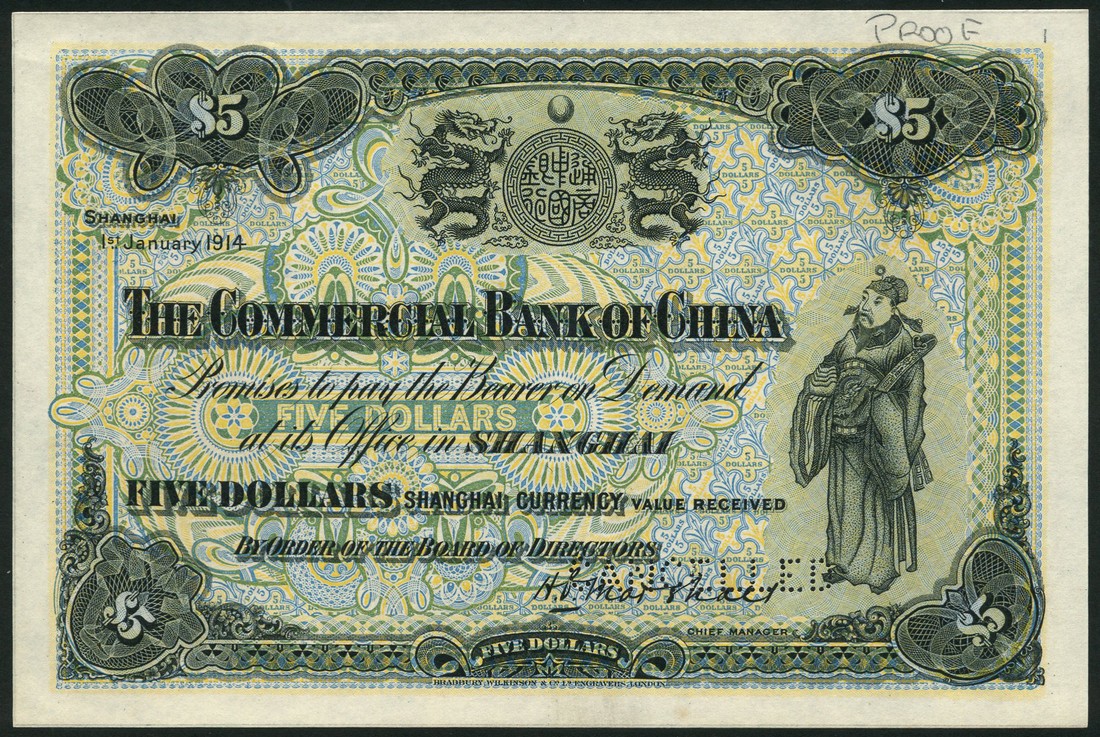 PROOF 1
$5 $5
SHANGHAI
1st January 1914
THE COMMERCIAL BANK OF CHINA
Promises to pay the Bearer on Demand
FIVE DOLLARS
at its Office in SHANGHAI
FIVE DOLLARS SHANGHAI CURRENCY VALUE RECEIVED
BY ORDER OF THE BOARD OF DIRECTORS
CANCELLED
CHIEF MANAGER
5 5
FIVE DOLLARS
BRADBURY, WILKINSON & Co. Ld. ENGRAVERS, LONDON.